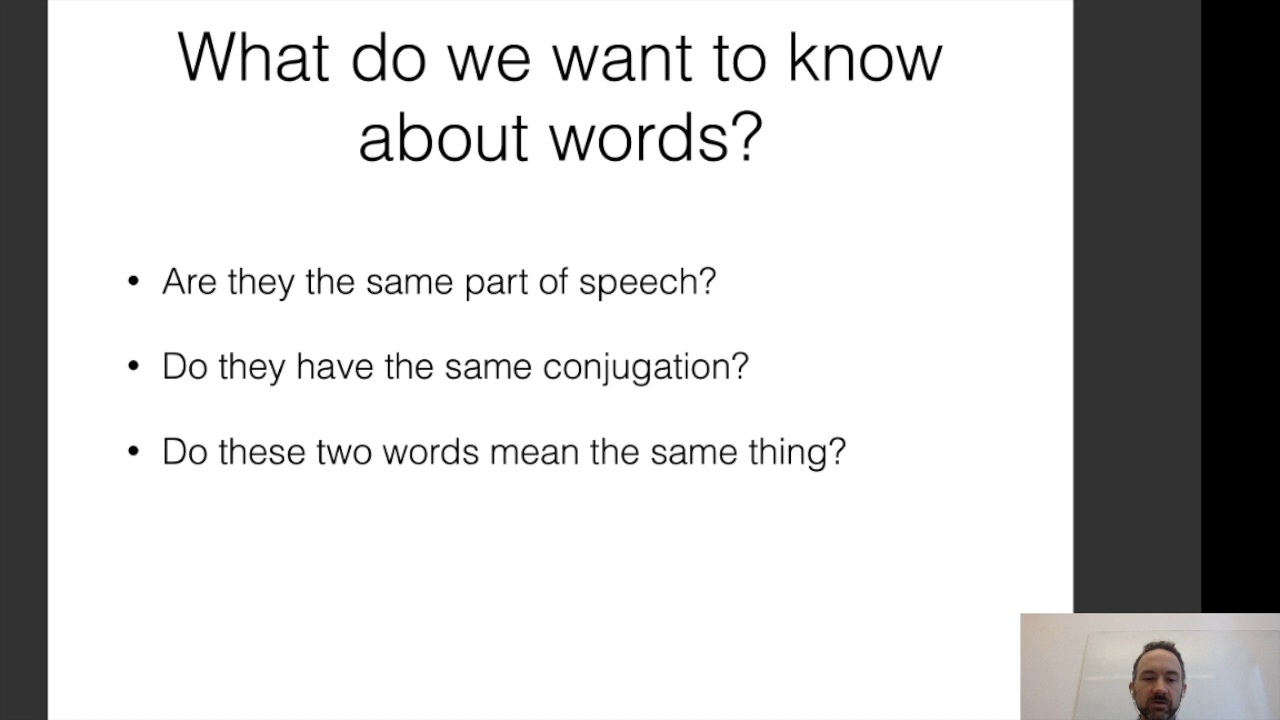 What do we want to know
about words?
• Are they the same part of speech?
• Do they have the same conjugation?
• Do these two words mean the same thing?